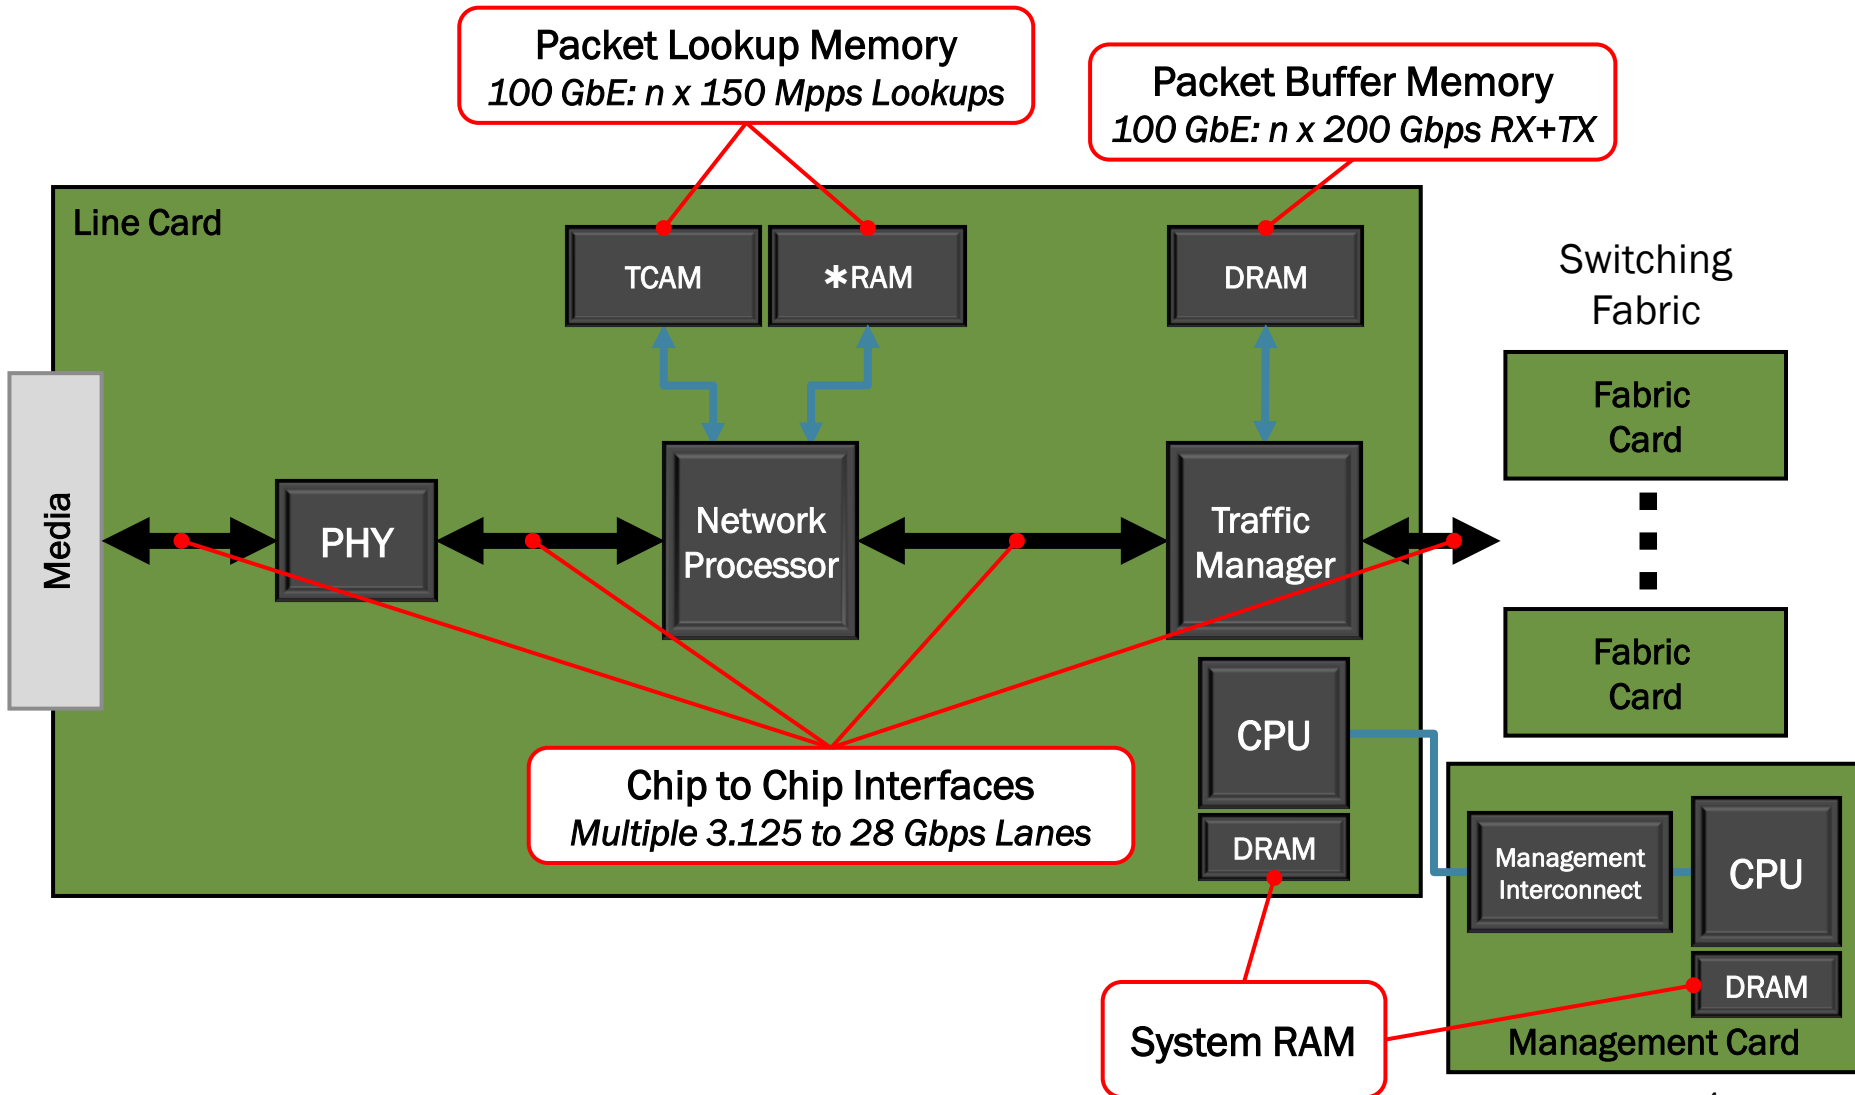 Packet Lookup Memory
100 GbE: n x 150 Mpps Lookups
Packet Buffer Memory
100 GbE: n x 200 Gbps RX+TX
Line Card
TCAM
✱RAM
DRAM
Switching
Fabric
Fabric
Card
Media
PHY
Network
Processor
Traffic
Manager
Fabric
Card
CPU
DRAM
Chip to Chip Interfaces
Multiple 3.125 to 28 Gbps Lanes
Management
Interconnect
CPU
DRAM
Management Card
System RAM